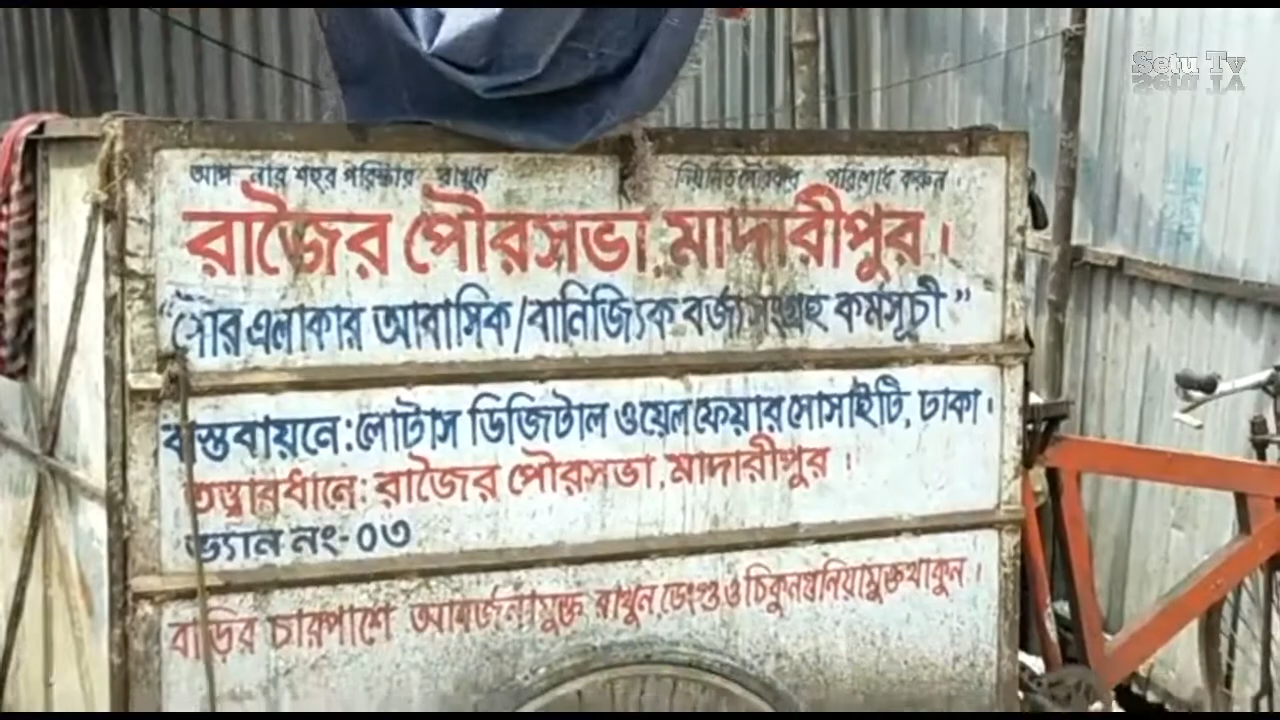 Setu Tv
আপনার শহর পরিষ্কার রাখুন নিয়মিত পৌরকর পরিশোধ করুন।
রাজৈর পৌরসভা, মাদারীপুর।
“পৌর এলাকার আবাসিক/বানিজ্যিক বর্জ্য সংগ্রহ কর্মসূচী”
বাস্তবায়নে: লোটাস ডিজিটাল ওয়েল ফেয়ার সোসাইটি, ঢাকা।
তত্ত্বাবধানে: রাজৈর পৌরসভা, মাদারীপুর।
ভ্যান নং-০৩
বাড়ির চারপাশে আবর্জনামুক্ত রাখুন, ডেংগু ও চিকুনগুনিয়া মুক্ত থাকুন।